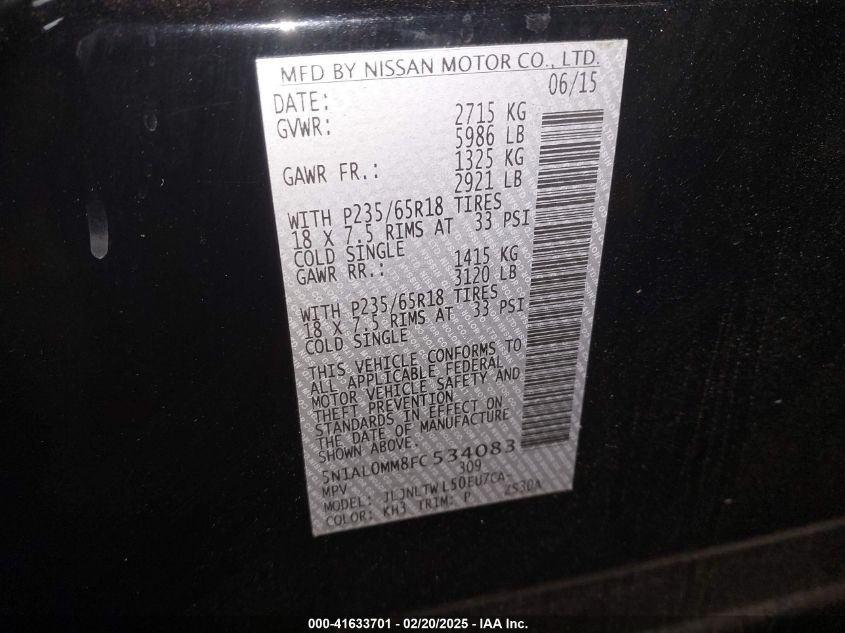 MFD BY NISSAN MOTOR CO., LTD.
DATE: 06/15
GVWR: 2715 KG
5986 LB
GAWR FR.: 1325 KG
2921 LB
WITH P235/65R18 TIRES
18 X 7.5 RIMS AT 33 PSI
COLD SINGLE
GAWR RR.: 1415 KG
3120 LB
WITH P235/65R18 TIRES
18 X 7.5 RIMS AT 33 PSI
COLD SINGLE
THIS VEHICLE CONFORMS TO
ALL APPLICABLE FEDERAL
MOTOR VEHICLE SAFETY AND
THEFT PREVENTION
STANDARDS IN EFFECT ON
THE DATE OF MANUFACTURE
SHOWN ABOVE.
5N1AL0MM8FC534083
MPV 309
MODEL: JLJNLTWL50EU7CA- ZS30A
COLOR: KH3 TRIM: P
000-41633701 - 02/20/2025 - IAA Inc.